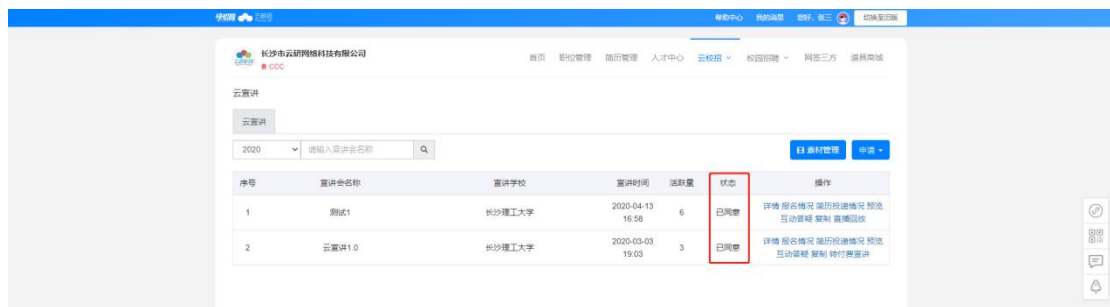 帮助中心 我的消息 您好，张三 切换至旧版
长沙市云研网络科技有限公司
CCC
首页 职位管理 简历管理 人才中心 云校招 校园招聘 网签三方 道具商城
云宣讲
云宣讲
2020 请输入宣讲会名称 素材管理 申请
序号 宣讲会名称 宣讲学校 宣讲时间 活跃量 状态 操作
1 测试1 长沙理工大学 2020-04-13 16:58 6 已同意 详情 报名情况 简历投递情况 预览
互动答疑 复制 直播回放
2 云宣讲1.0 长沙理工大学 2020-03-03 19:03 3 已同意 详情 报名情况 简历投递情况 预览
互动答疑 复制 转付费宣讲